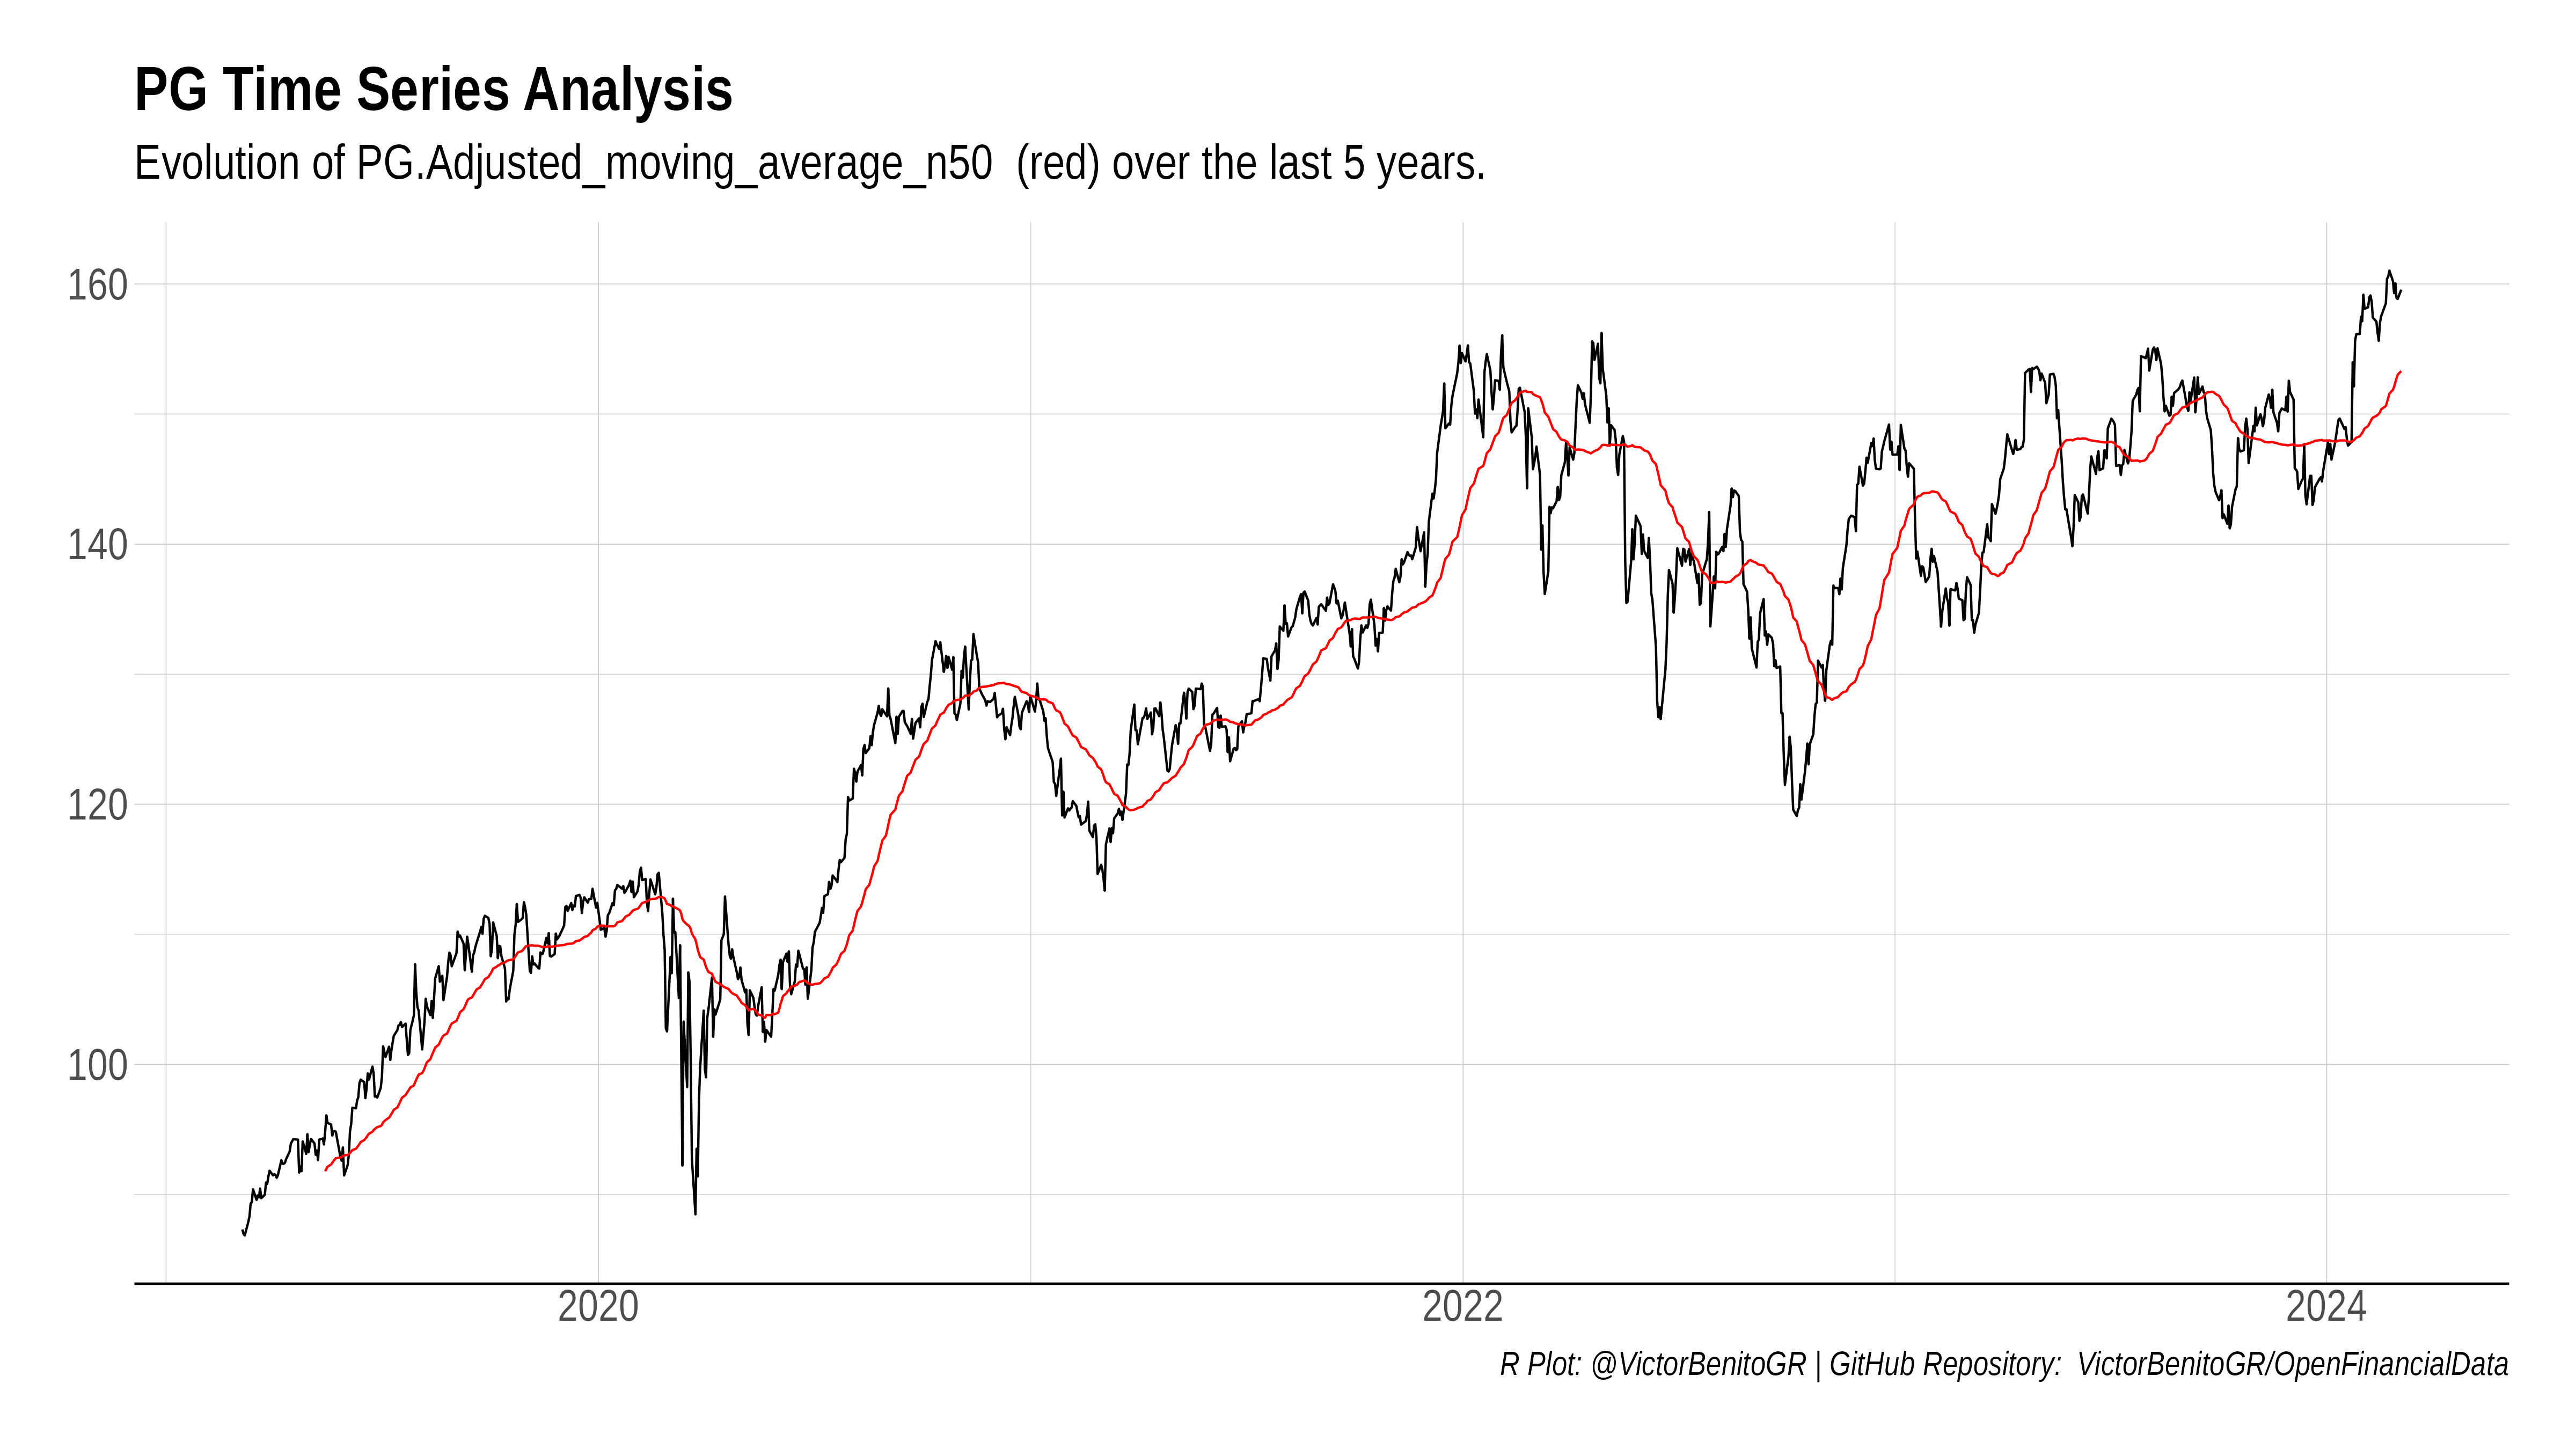 PG Time Series Analysis
Evolution of PG.Adjusted_moving_average_n50  (red) over the last 5 years.
160
140
120
100
2020 2022 2024
R Plot: @VictorBenitoGR | GitHub Repository:  VictorBenitoGR/OpenFinancialData